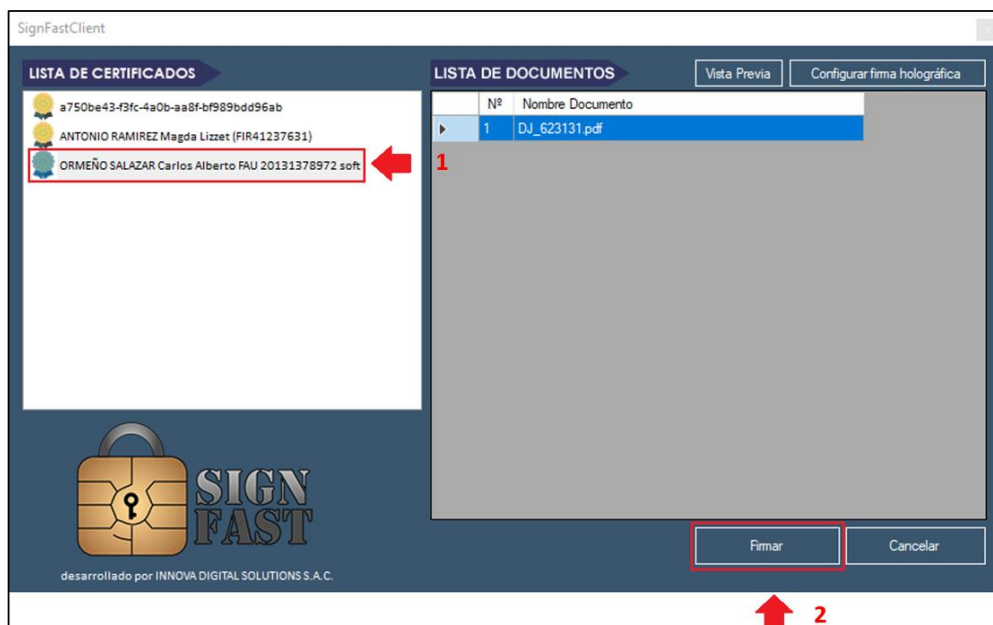 SignFastClient
LISTA DE CERTIFICADOS
a750be43-f3fc-4a0b-aa8f-bf989bdd96ab
ANTONIO RAMIREZ Magda Lizzet (FIR41237631)
ORMEÑO SALAZAR Carlos Alberto FAU 20131378972 soft
1
LISTA DE DOCUMENTOS
Vista Previa
Configurar firma holográfica
Nº Nombre Documento
1 DJ_623131.pdf
SIGN
FAST
desarrollado por INNOVA DIGITAL SOLUTIONS S.A.C.
Firmar
Cancelar
2